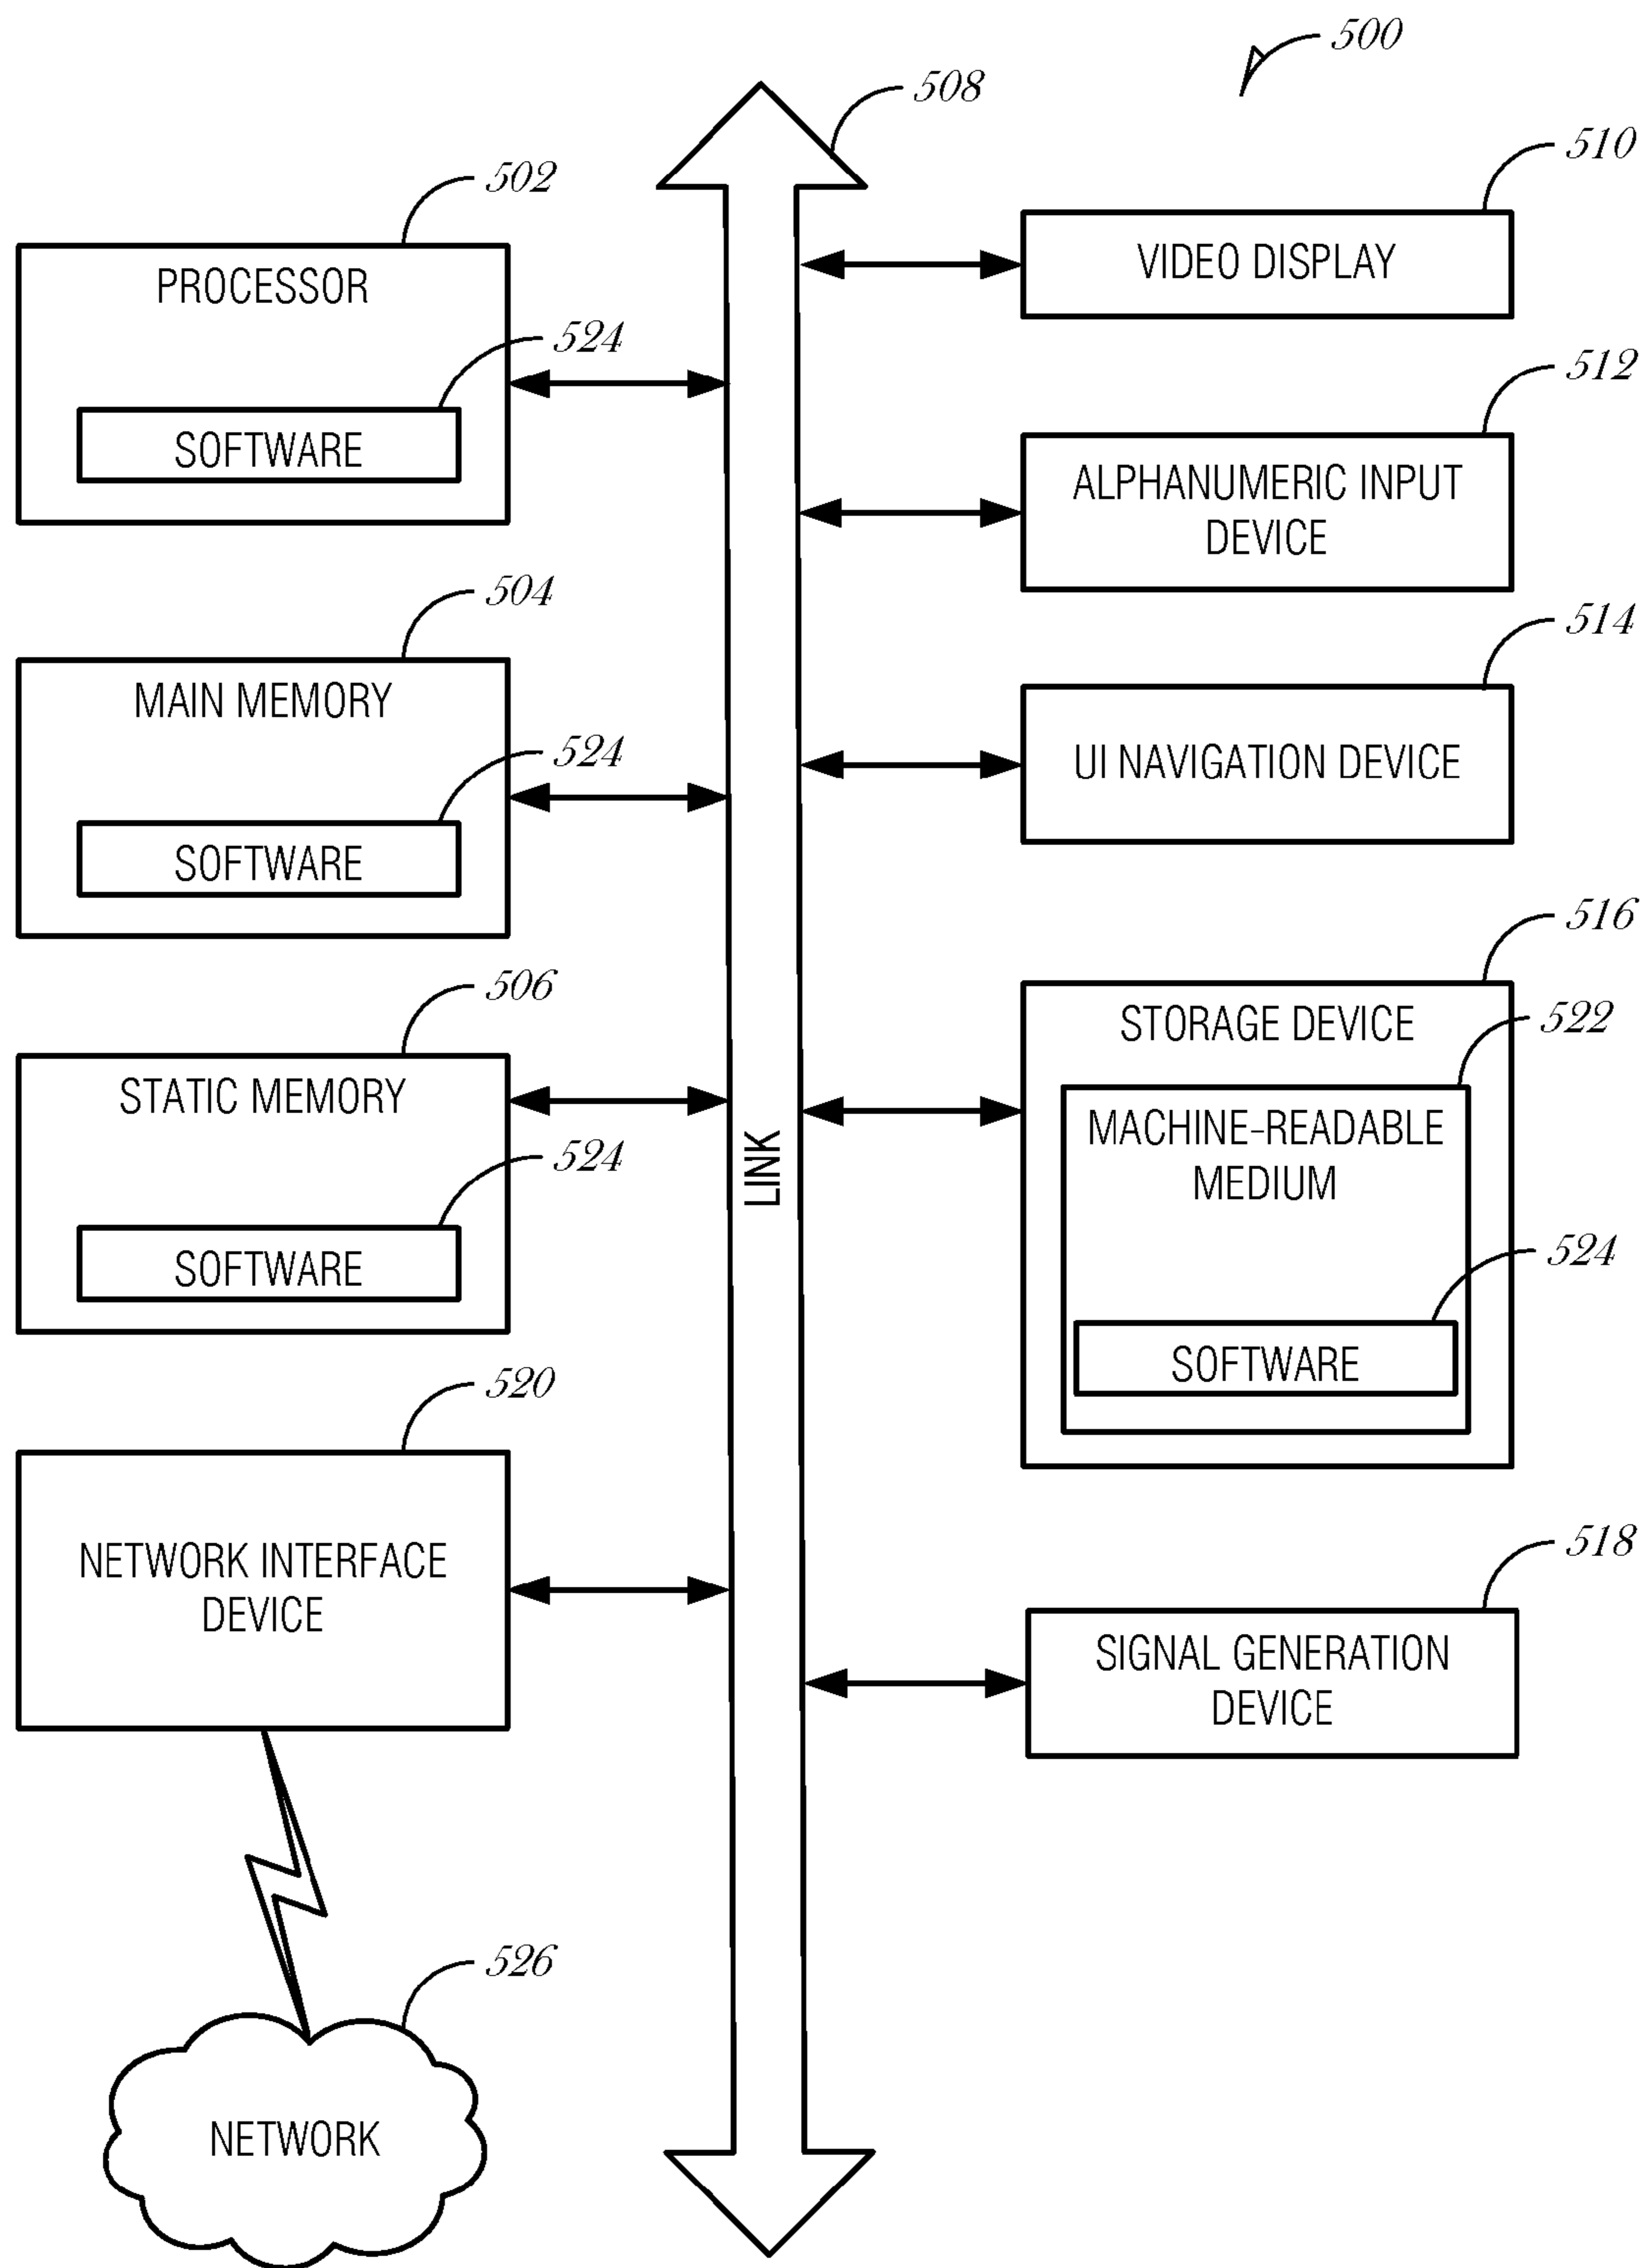 500
508
510
502
VIDEO DISPLAY
PROCESSOR
524
SOFTWARE
512
ALPHANUMERIC INPUT
DEVICE
504
514
MAIN MEMORY
524
SOFTWARE
UI NAVIGATION DEVICE
516
506
STORAGE DEVICE
522
STATIC MEMORY
MACHINE-READABLE
MEDIUM
524
LINK
524
SOFTWARE
SOFTWARE
520
518
NETWORK INTERFACE
DEVICE
SIGNAL GENERATION
DEVICE
526
NETWORK